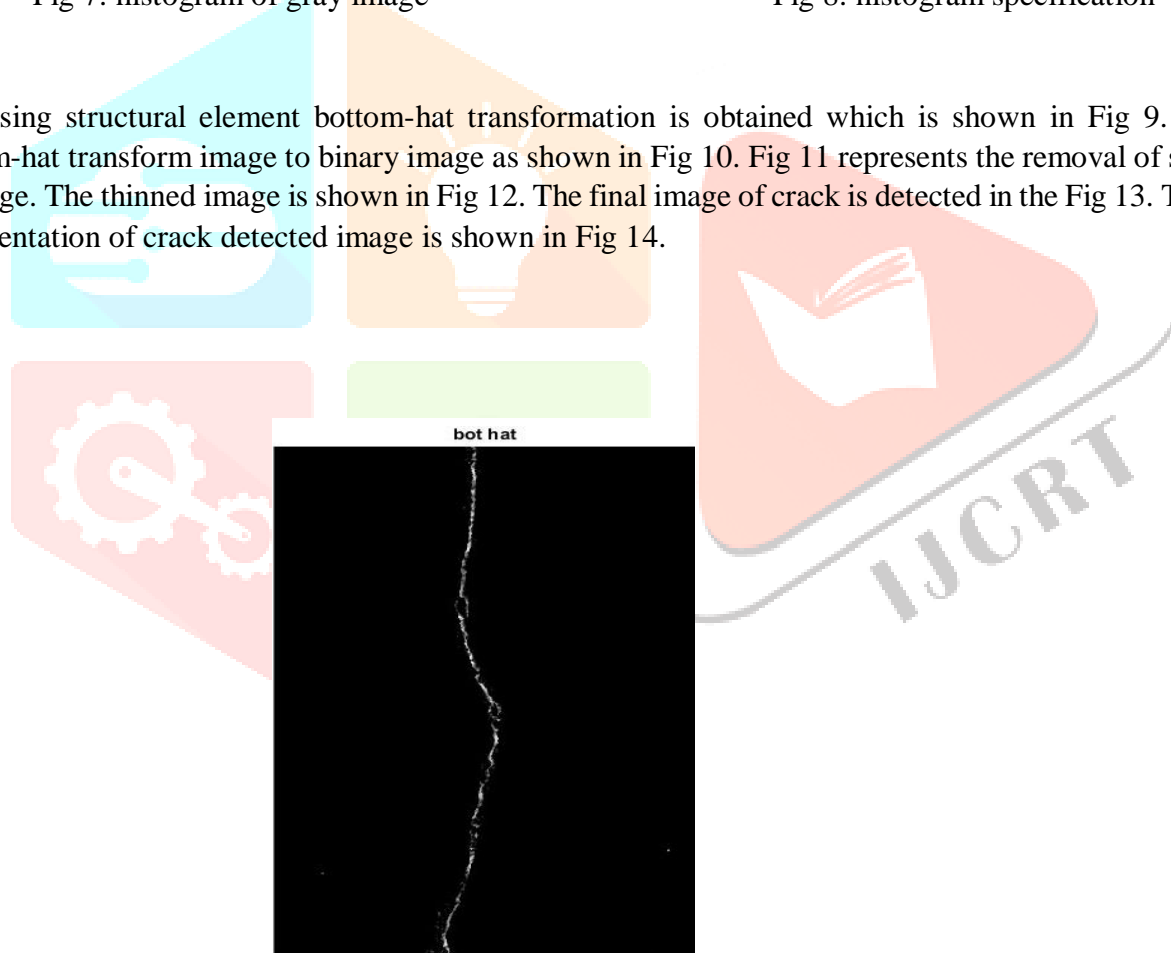 Fig 7: histogram of gray image Fig 8: histogram specification
sing structural element bottom-hat transformation is obtained which is shown in Fig 9.
m-hat transform image to binary image as shown in Fig 10. Fig 11 represents the removal of s
ge. The thinned image is shown in Fig 12. The final image of crack is detected in the Fig 13. T
entation of crack detected image is shown in Fig 14.
bot hat
IJCRT